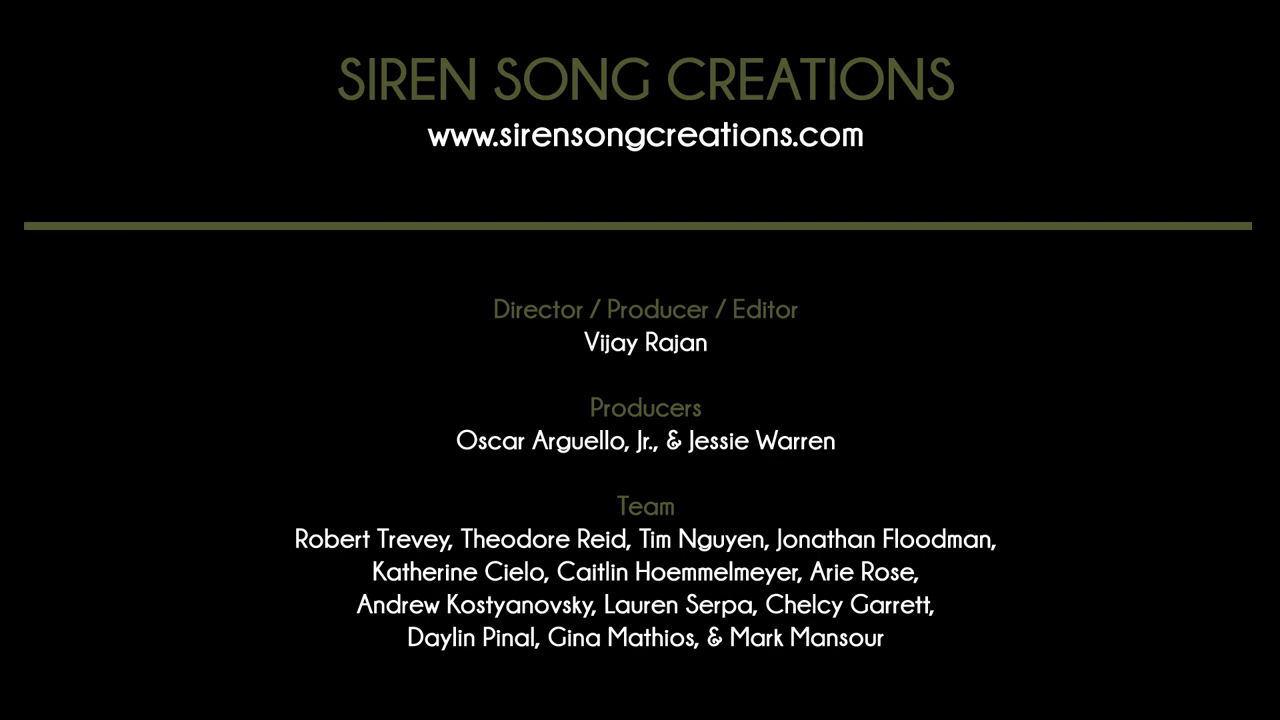 SIREN SONG CREATIONS
www.sirensongcreations.com
Director / Producer / Editor
Vijay Rajan
Producers
Oscar Arguello, Jr., & Jessie Warren
Team
Robert Trevey, Theodore Reid, Tim Nguyen, Jonathan Floodman,
Katherine Cielo, Caitlin Hoemmelmeyer, Arie Rose,
Andrew Kostyanovsky, Lauren Serpa, Chelcy Garrett,
Daylin Pinal, Gina Mathios, & Mark Mansour